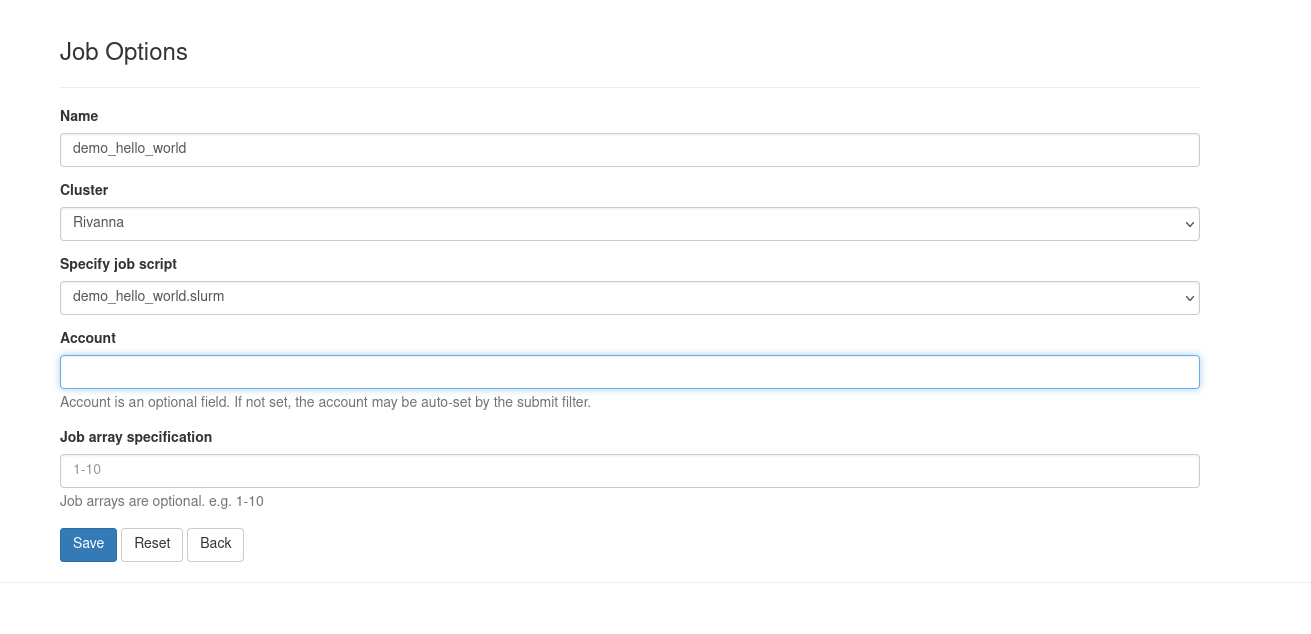 Job Options
Name
demo_hello_world
Cluster
Rivanna
Specify job script
demo_hello_world.slurm
Account
Account is an optional field. If not set, the account may be auto-set by the submit filter.
Job array specification
1-10
Job arrays are optional. e.g. 1-10
Save Reset Back